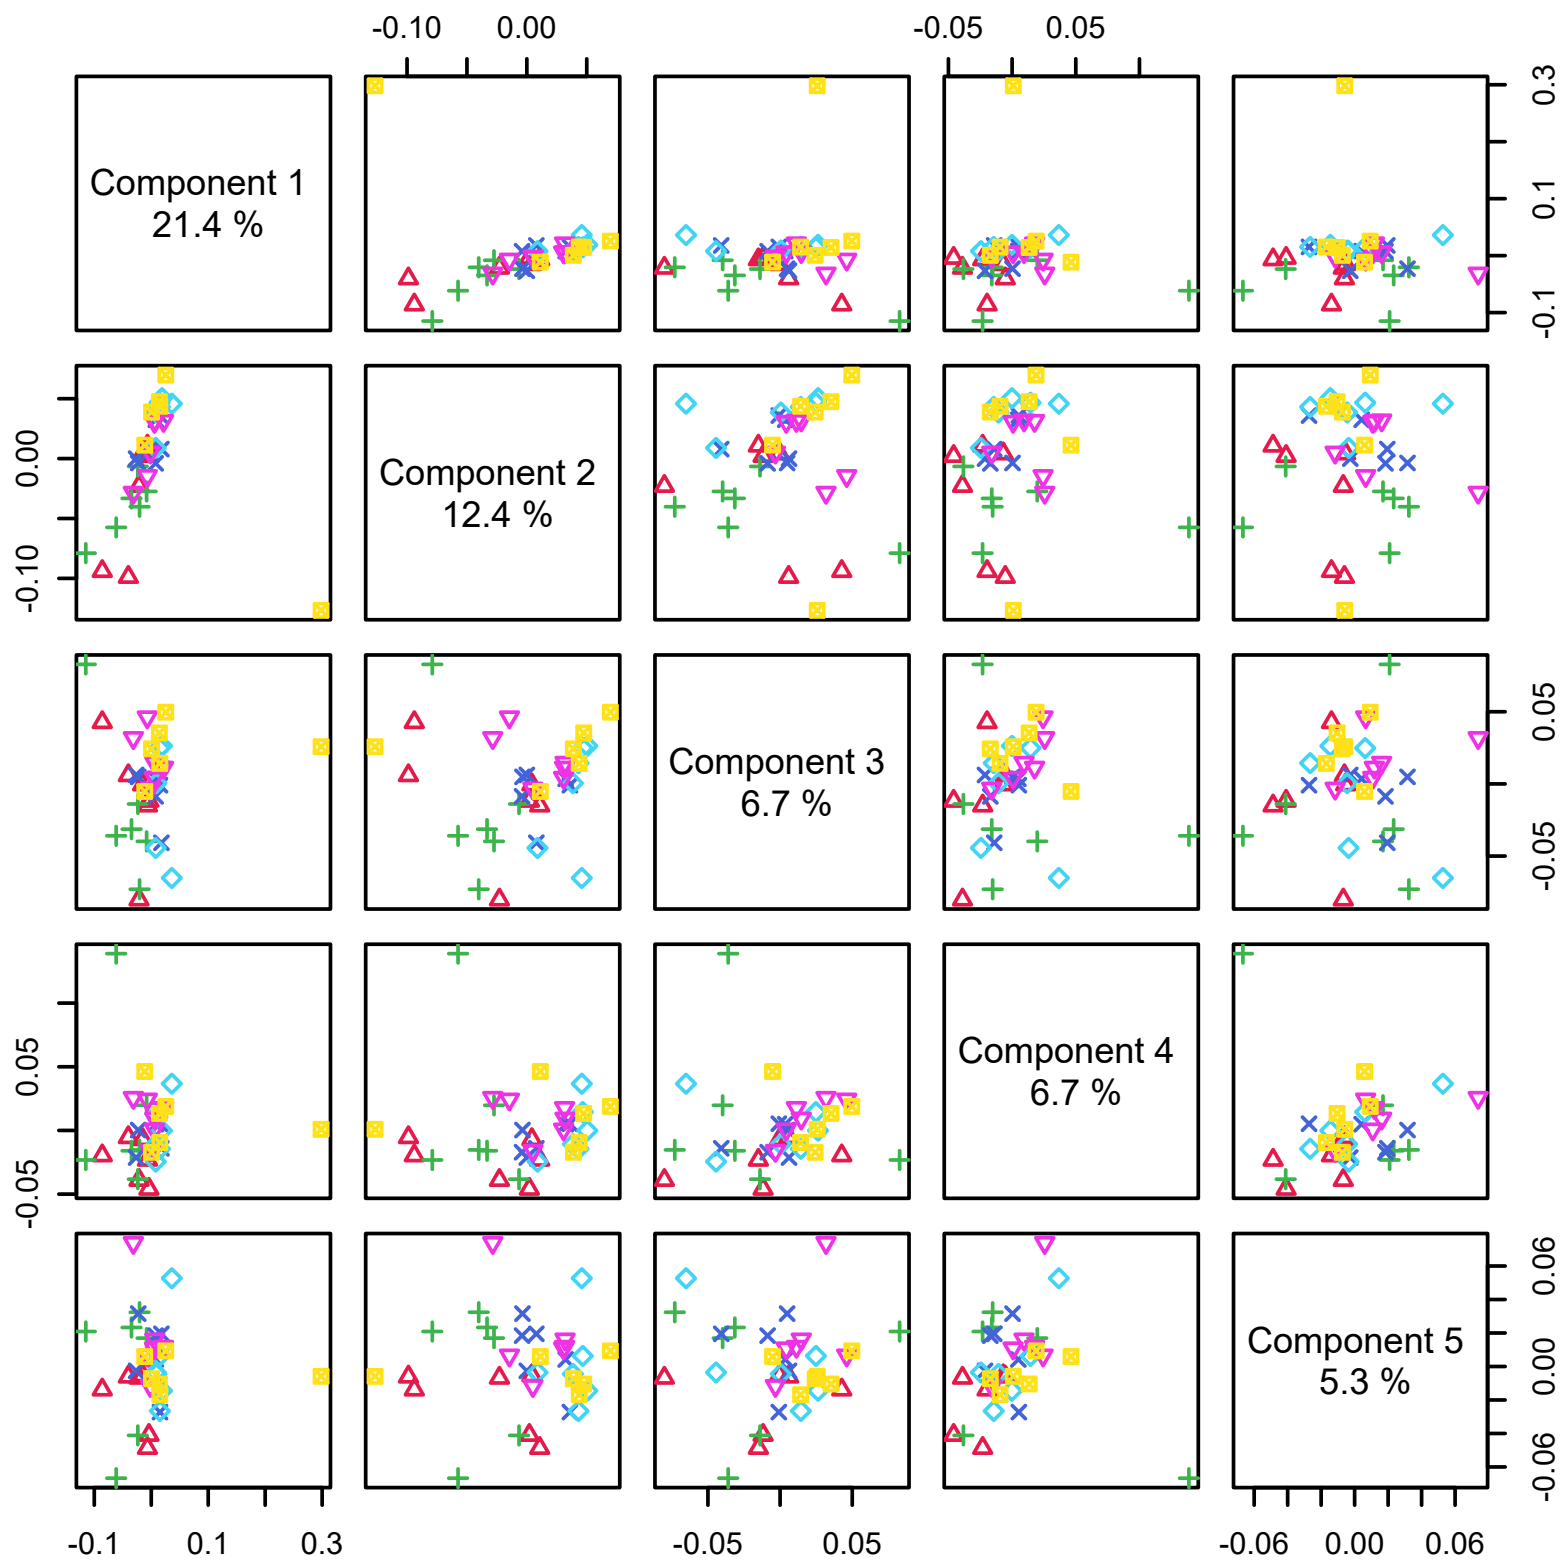 -0.10 0.00 -0.05 0.05
0.3
Component 1
21.4 %
0.1
-0.1
0.00
Component 2
12.4 %
-0.10
0.05
Component 3
6.7 %
-0.05
0.05
Component 4
6.7 %
-0.05
0.06
Component 5
5.3 %
0.00
-0.06
-0.1 0.1 0.3 -0.05 0.05 -0.06 0.00 0.06